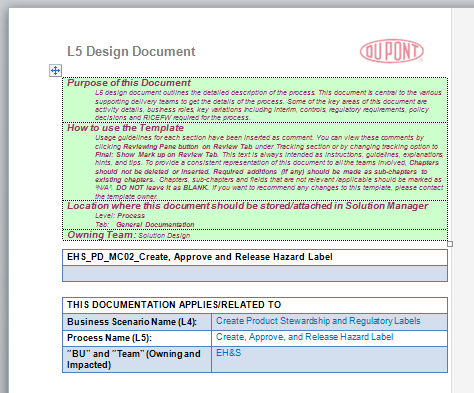 L5 Design Document
DUPONT
Purpose of this Document
L5 design document outlines the detailed description of the process. This document is central to the various
supporting delivery teams to get the details of the process. Some of the key areas of this document are
activity details, business roles, key variations including interim, controls, regulatory requirements, policy
decisions and RICEFW required for the process.
How to use the Template
Usage guidelines for each section have been inserted as comment. You can view these comments by
clicking Reviewing Pane button on Review Tab under Tracking section or by changing tracking option to
Final: Show Mark up on Review Tab. This text is always intended as instructions, guidelines, explanations,
hints, and tips. To provide a consistent representation of this document to all the teams involved, Chapters
should not be deleted or inserted. Required additions (if any) should be made as sub-chapters to
existing chapters. Chapters, sub-chapters and fields that are not relevant /applicable should be marked as
"N/A". DO NOT leave it as BLANK. If you want to recommend any changes to this template, please contact
the template owner.
Location where this document should be stored/attached in Solution Manager
Level: Process
Tab: General Documentation
Owning Team: Solution Design
EHS_PD_MC02_Create, Approve and Release Hazard Label
THIS DOCUMENTATION APPLIES/RELATED TO
Business Scenario Name (L4): Create Product Stewardship and Regulatory Labels
Process Name (L5): Create, Approve, and Release Hazard Label
"BU" and "Team" (Owning and EH&S
Impacted)